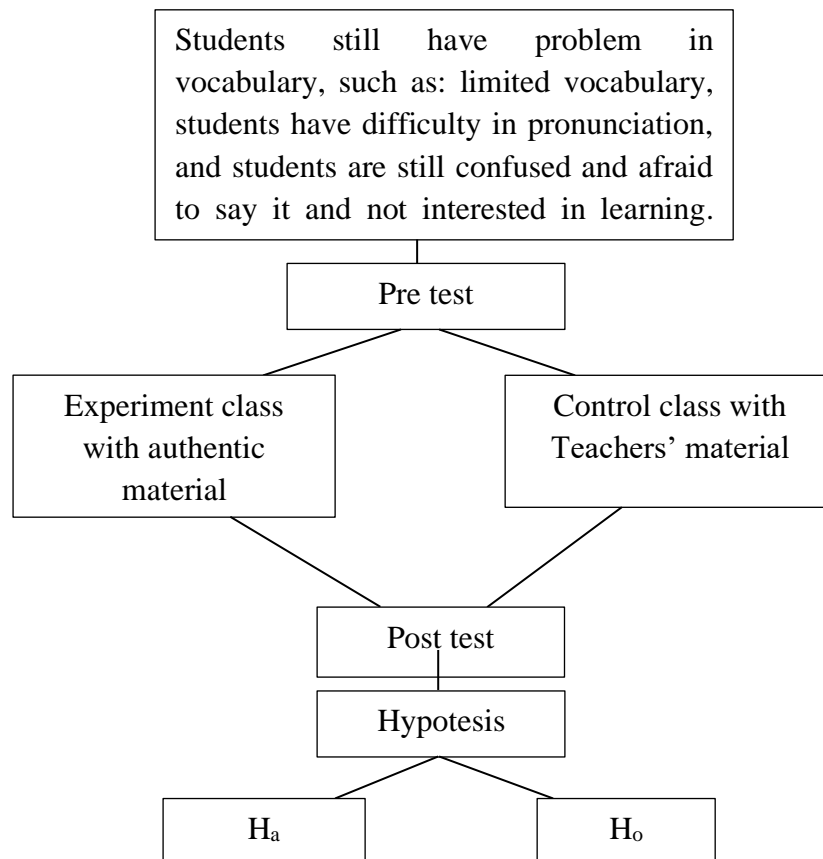 Students still have problem in
vocabulary, such as: limited vocabulary,
students have difficulty in pronunciation,
and students are still confused and afraid
to say it and not interested in learning.
Pre test
Experiment class
with authentic
material
Control class with
Teachers’ material
Post test
Hypotesis
Hₐ
Hₒ